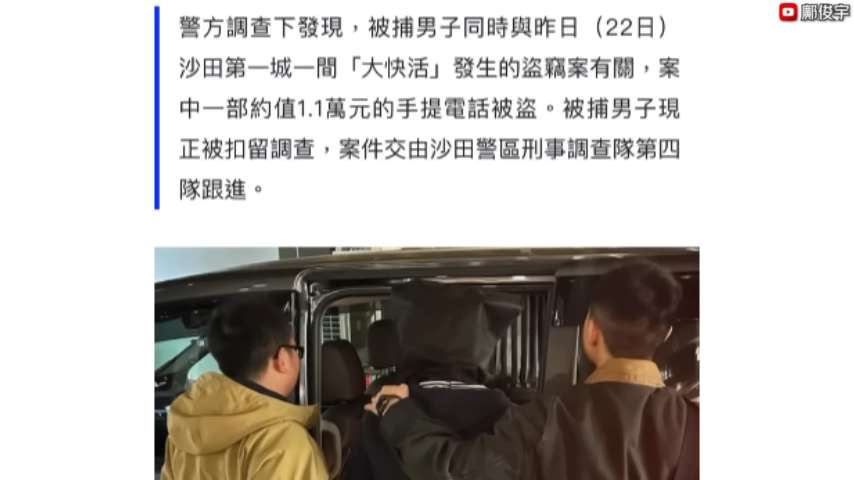 鄺俊宇
警方調查下發現，被捕男子同時與昨日（22日）
沙田第一城一間「大快活」發生的盜竊案有關，案
中一部約值1.1萬元的手提電話被盜。被捕男子現
正被扣留調查，案件交由沙田警區刑事調查隊第四
隊跟進。